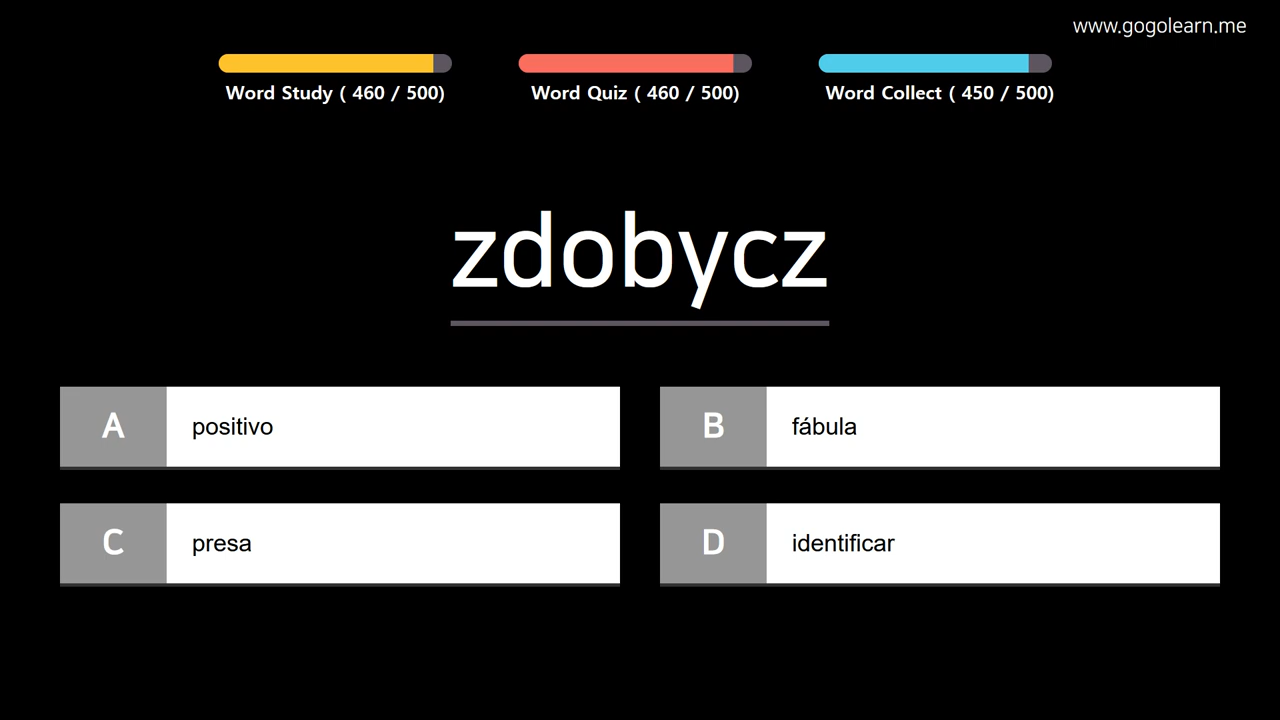 www.gogolearn.me
Word Study ( 460 / 500)
Word Quiz ( 460 / 500)
Word Collect ( 450 / 500)
zdobycz
A positivo
B fábula
C presa
D identificar